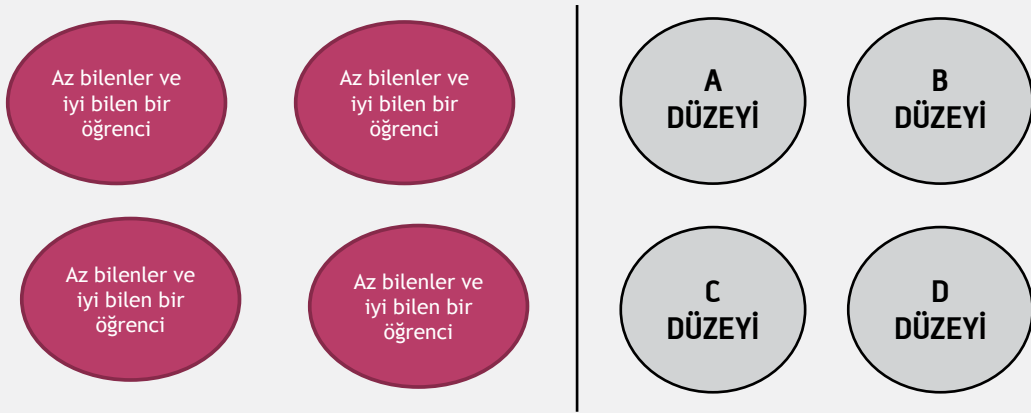 Az bilenler ve
iyi bilen bir
öğrenci
Az bilenler ve
iyi bilen bir
öğrenci
A
DÜZEYİ
B
DÜZEYİ
Az bilenler ve
iyi bilen bir
öğrenci
Az bilenler ve
iyi bilen bir
öğrenci
C
DÜZEYİ
D
DÜZEYİ